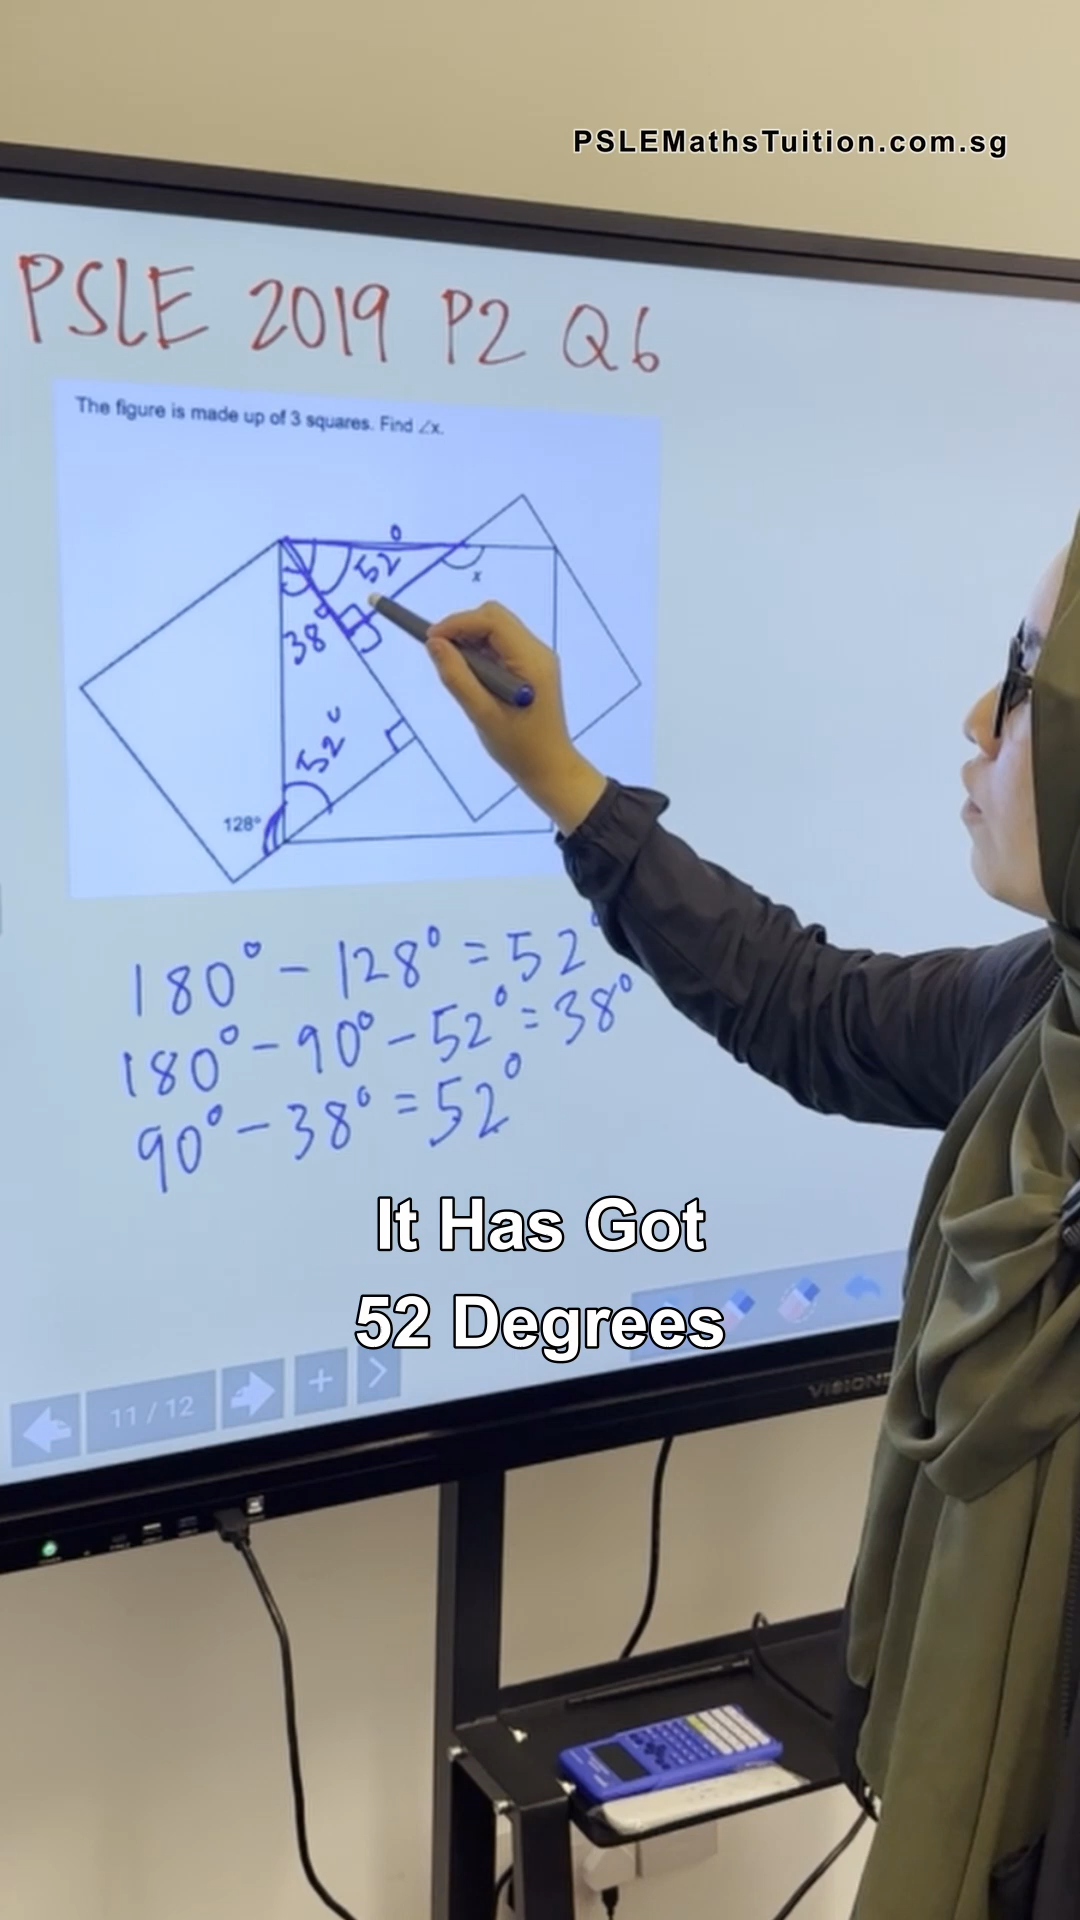 PSLEMathsTuition.com.sg
PSLE 2019 P2 Q6
The figure is made up of 3 squares. Find ∠x.
52°
x
38°
52°
128°
180° - 128° = 52°
180° - 90° - 52° = 38°
90° - 38° = 52°
It Has Got
52 Degrees
11 / 12